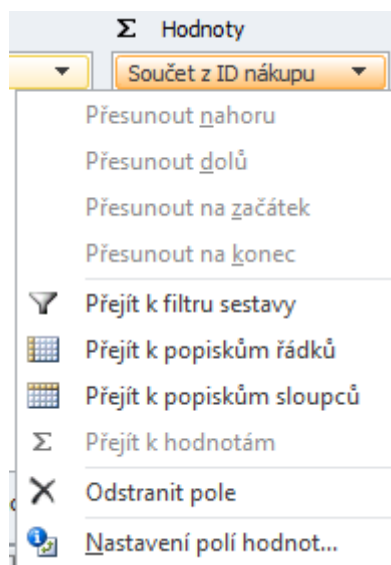 Σ Hodnoty
Součet z ID nákupu
Přesunout nahoru
Přesunout dolů
Přesunout na začátek
Přesunout na konec
Přejít k filtru sestavy
Přejít k popiskům řádků
Přejít k popiskům sloupců
Σ Přejít k hodnotám
Odstranit pole
Nastavení polí hodnot...